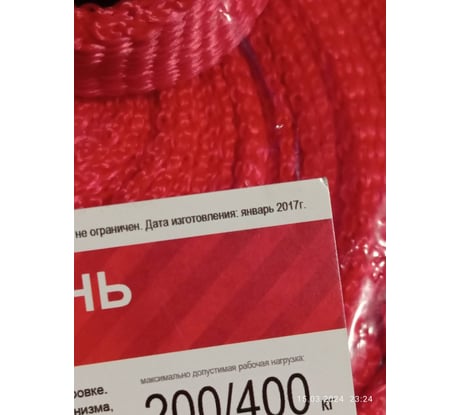 не ограничен. Дата изготовления: январь 2017г.
НЬ
максимально допустимая рабочая нагрузка:
ровке.
низма,
200/400 кг
15.03.2024 23:24